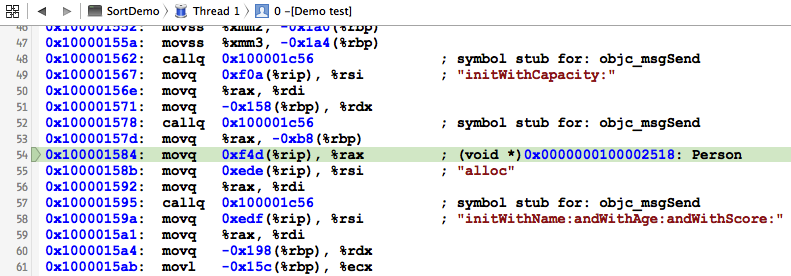 SortDemo Thread 1 0 -[Demo test]
46 0x100001552: movss %xmm2, -0x1a0(%rbp)
47 0x10000155a: movss %xmm3, -0x1a4(%rbp)
48 0x100001562: callq 0x100001c56 ; symbol stub for: objc_msgSend
49 0x100001567: movq 0xf0a(%rip), %rsi ; "initWithCapacity:"
50 0x10000156e: movq %rax, %rdi
51 0x100001571: movq -0x158(%rbp), %rdx
52 0x100001578: callq 0x100001c56 ; symbol stub for: objc_msgSend
53 0x10000157d: movq %rax, -0xb8(%rbp)
54 0x100001584: movq 0xf4d(%rip), %rax ; (void *)0x0000000100002518: Person
55 0x10000158b: movq 0xede(%rip), %rsi ; "alloc"
56 0x100001592: movq %rax, %rdi
57 0x100001595: callq 0x100001c56 ; symbol stub for: objc_msgSend
58 0x10000159a: movq 0xedf(%rip), %rsi ; "initWithName:andWithAge:andWithScore:"
59 0x1000015a1: movq %rax, %rdi
60 0x1000015a4: movq -0x198(%rbp), %rdx
61 0x1000015ab: movl -0x15c(%rbp), %ecx